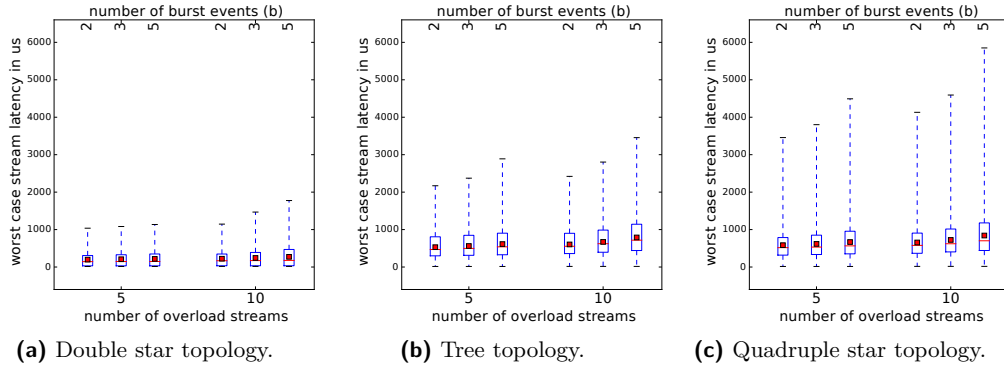 number of burst events (b)
2 3 5 2 3 5
6000
5000
4000
3000
2000
1000
0
worst case stream latency in us
5 10
number of overload streams
(a) Double star topology.
number of burst events (b)
2 3 5 2 3 5
6000
5000
4000
3000
2000
1000
0
worst case stream latency in us
5 10
number of overload streams
(b) Tree topology.
number of burst events (b)
2 3 5 2 3 5
6000
5000
4000
3000
2000
1000
0
worst case stream latency in us
5 10
number of overload streams
(c) Quadruple star topology.